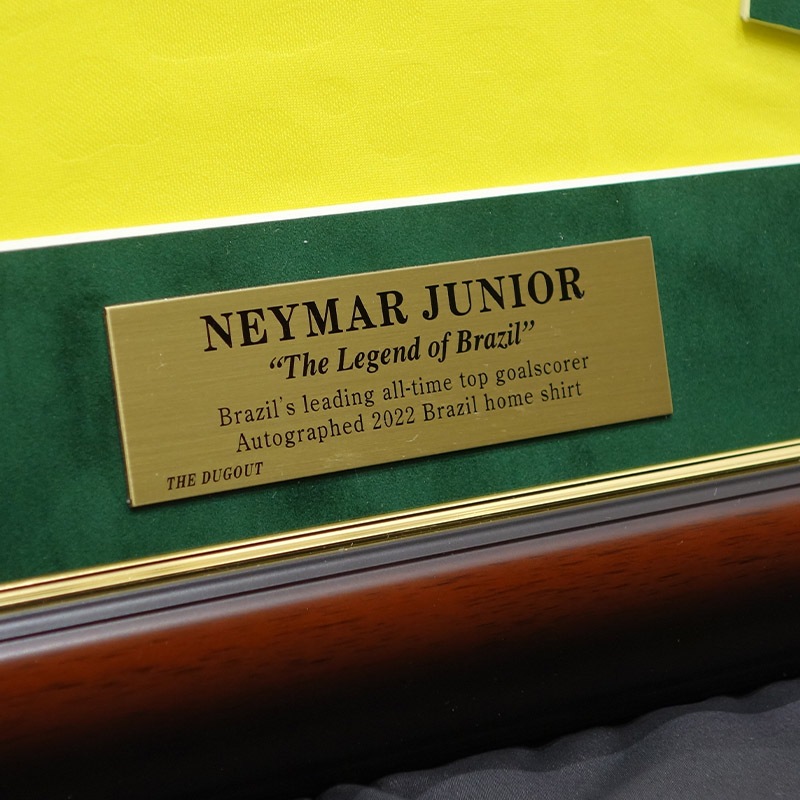 NEYMAR JUNIOR
“The Legend of Brazil”
Brazil's leading all-time top goalscorer
Autographed 2022 Brazil home shirt
THE DUGOUT